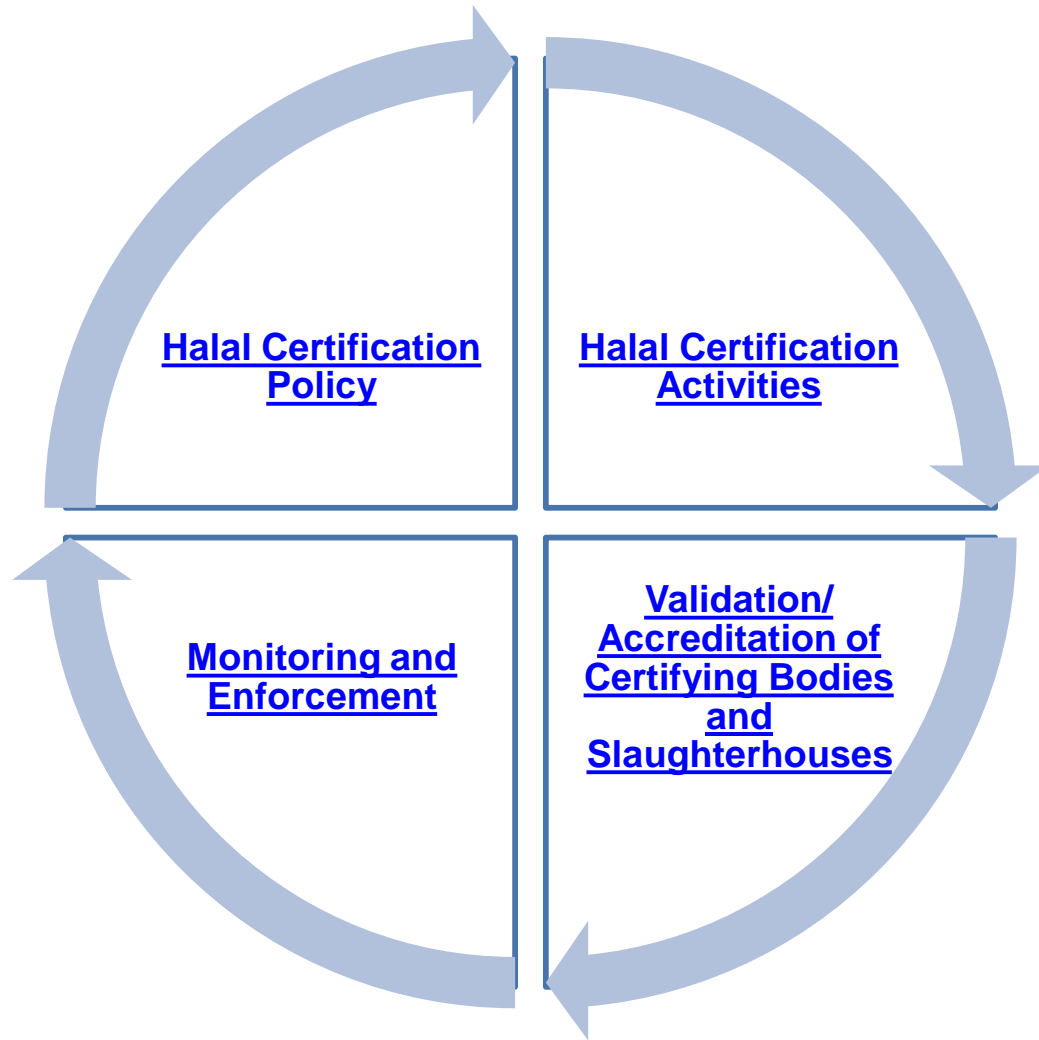 Halal Certification
Policy
Halal Certification
Activities
Monitoring and
Enforcement
Validation/
Accreditation of
Certifying Bodies
and
Slaughterhouses